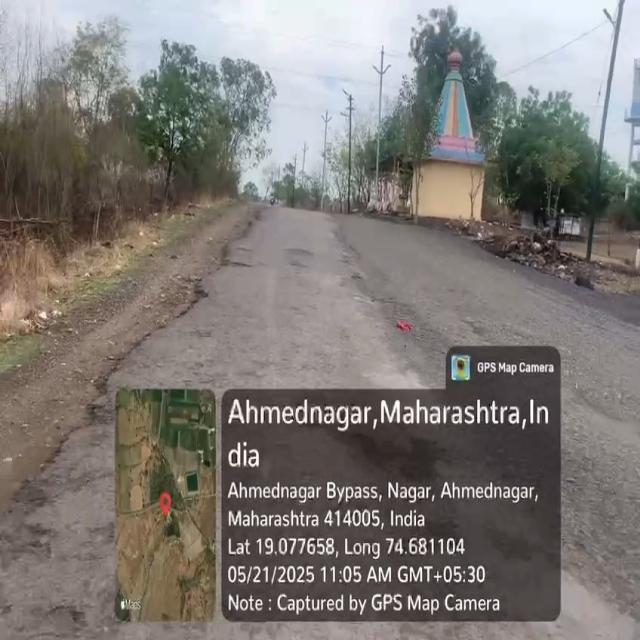 GPS Map Camera
Ahmednagar,Maharashtra,In
dia
Ahmednagar Bypass, Nagar, Ahmednagar,
Maharashtra 414005, India
Lat 19.077658, Long 74.681104
05/21/2025 11:05 AM GMT+05:30
Note : Captured by GPS Map Camera
Maps